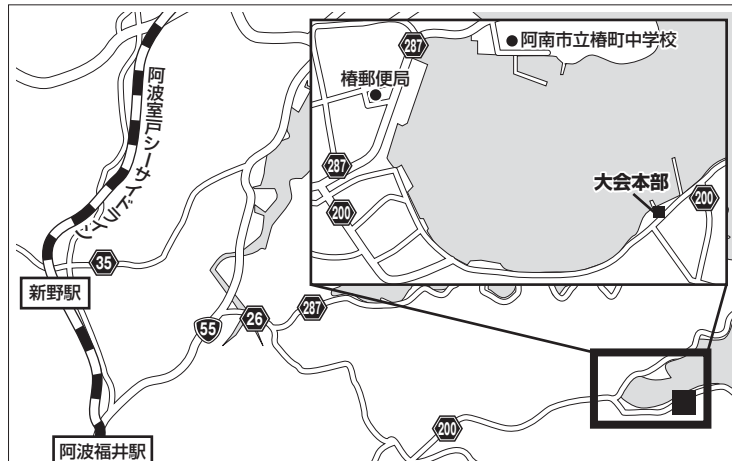 阿波室戸シーサイドライン
287
阿南市立椿町中学校
椿郵便局
287
200
大会本部
200
35
新野駅
55
26
287
200
阿波福井駅